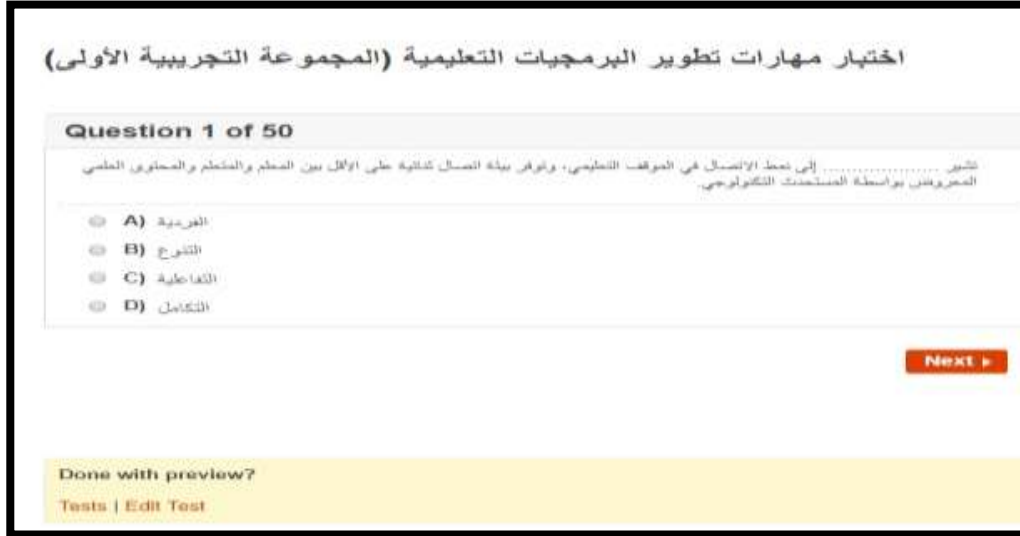 اختبار مهارات تطوير البرمجيات التعليمية (المجموعة التجريبية الأولى)
Question 1 of 50
تشير .................... إلى نمط الاتصال في الموقف التعليمي، وتوفر بيئة اتصال ثنائية على الأقل بين المعلم والمتعلم والمحتوى العلمي
المعروض بواسطة المستحدث التكنولوجي.
A) الفردية
B) التنوع
C) التفاعلية
D) التكامل
Next
Done with preview?
Tests | Edit Test